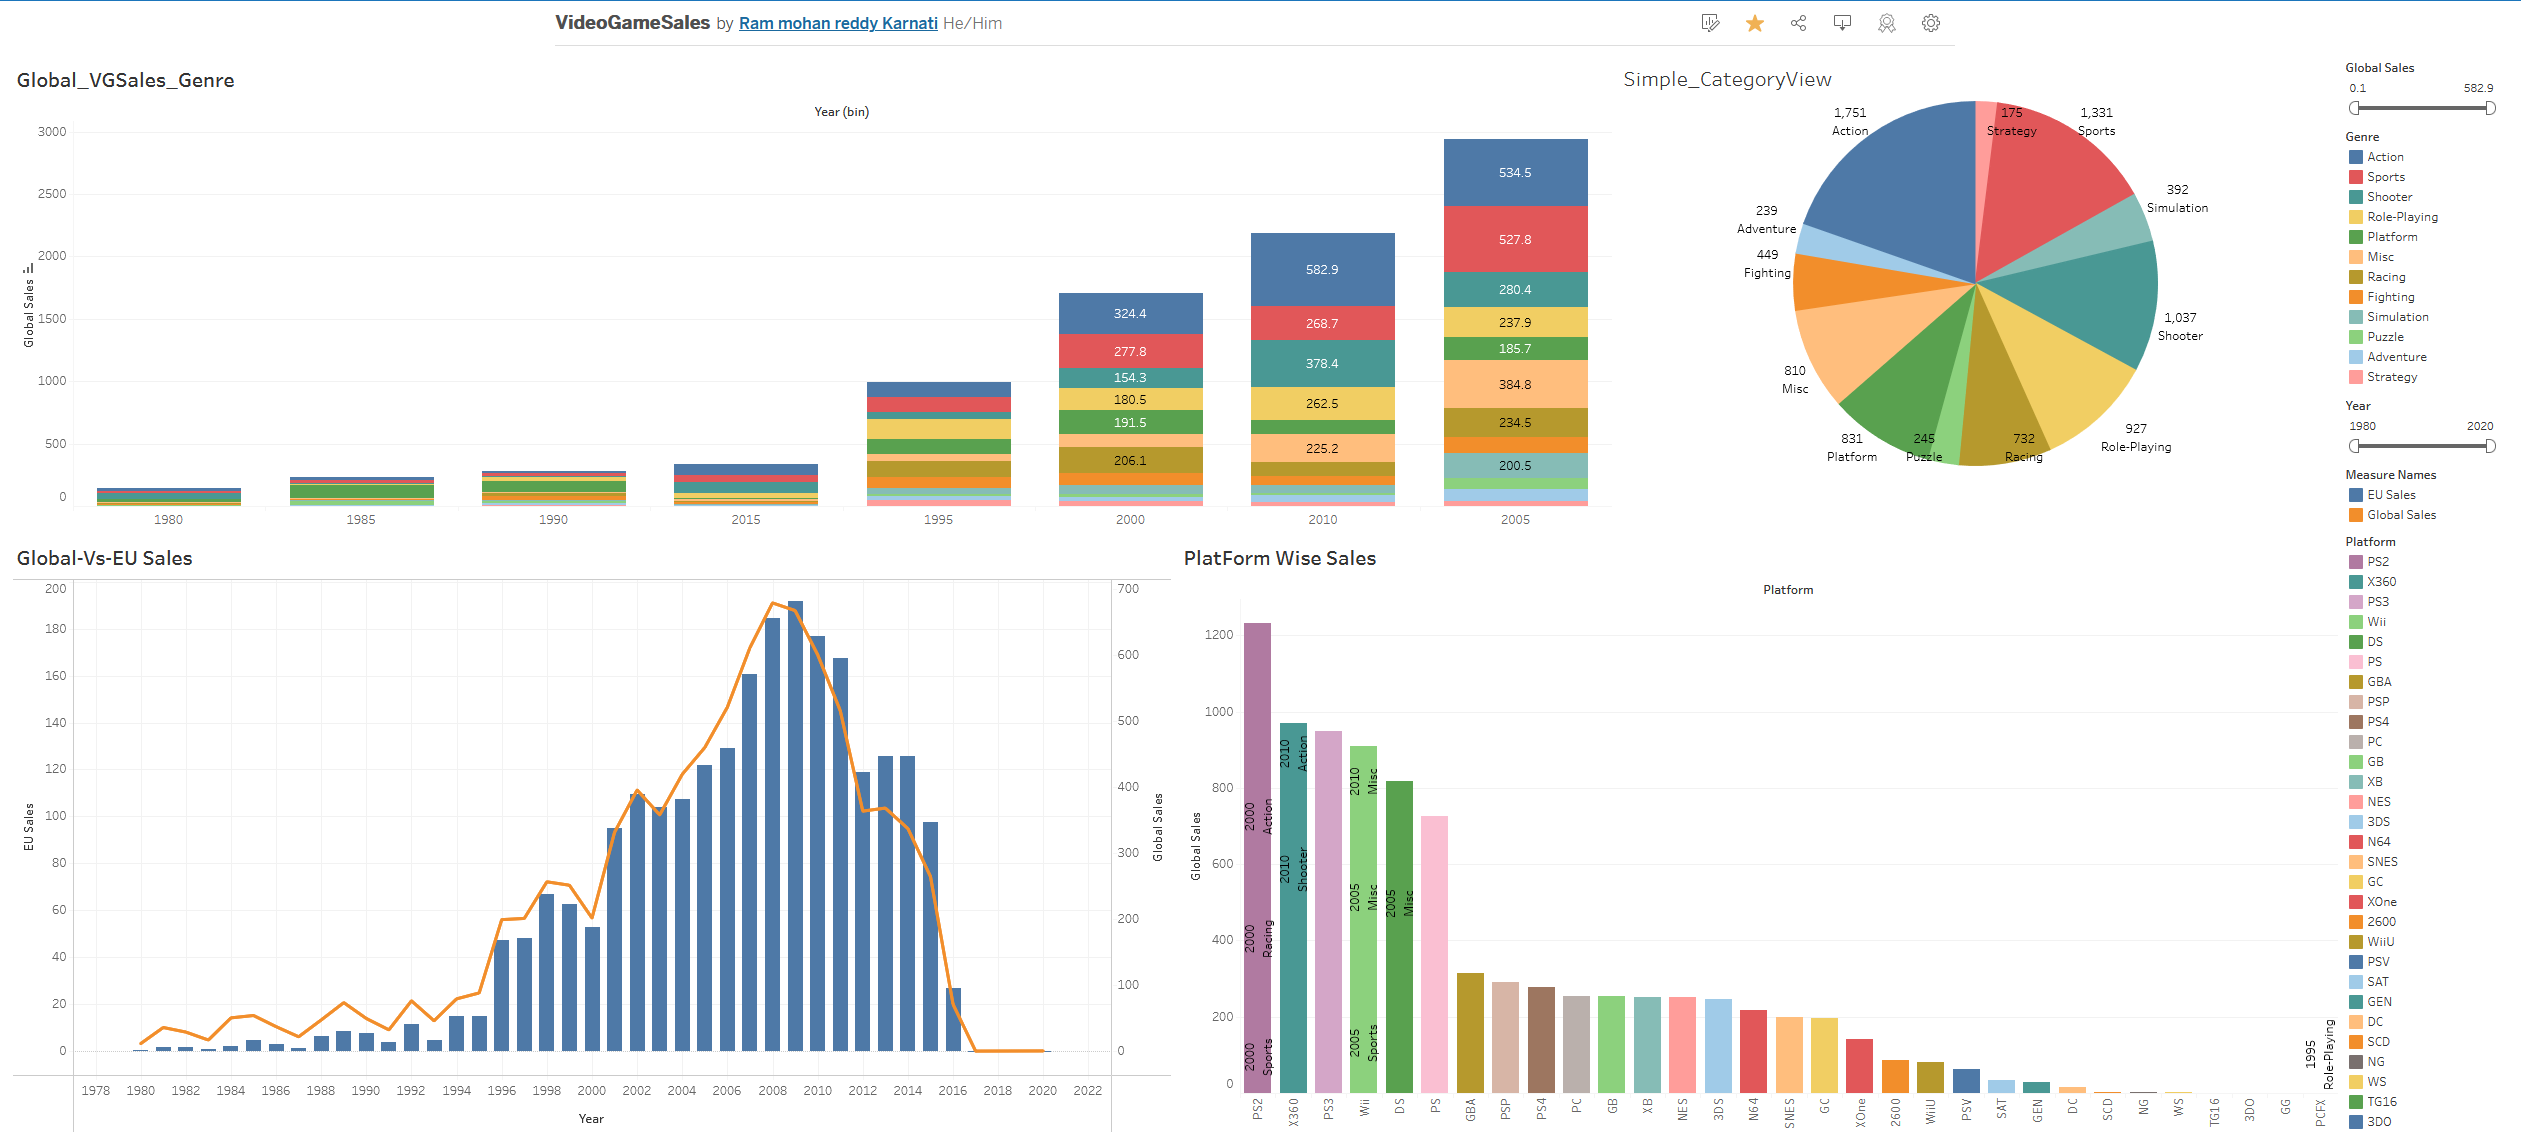 VideoGameSales by Ram mohan reddy Karnati He/Him
Global_VGSales_Genre
Year (bin)
3000
2500
2000
1500
1000
500
0
Global Sales
534.5
527.8
280.4
237.9
185.7
384.8
234.5
200.5
582.9
268.7
378.4
262.5
225.2
324.4
277.8
154.3
180.5
191.5
206.1
1980 1985 1990 2015 1995 2000 2010 2005
Simple_CategoryView
1,751
Action
175
Strategy
1,331
Sports
392
Simulation
239
Adventure
449
Fighting
1,037
Shooter
810
Misc
831
Platform
245
Puzzle
732
Racing
927
Role-Playing
Global Sales
0.1 582.9
Genre
Action
Sports
Shooter
Role-Playing
Platform
Misc
Racing
Fighting
Simulation
Puzzle
Adventure
Strategy
Year
1980 2020
Measure Names
EU Sales
Global Sales
Platform
PS2
X360
PS3
Wii
DS
PS
GBA
PSP
PS4
PC
GB
XB
NES
3DS
N64
SNES
GC
XOne
2600
WiiU
PSV
SAT
GEN
DC
SCD
NG
WS
TG16
3DO
Global-Vs-EU Sales
200
180
160
140
120
100
80
60
40
20
0
EU Sales
700
600
500
400
300
200
100
0
Global Sales
1978 1980 1982 1984 1986 1988 1990 1992 1994 1996 1998 2000 2002 2004 2006 2008 2010 2012 2014 2016 2018 2020 2022
Year
PlatForm Wise Sales
Platform
1200
1000
800
600
400
200
0
Global Sales
2000
Action
2000
Racing
2000
Sports
2010
Action
2010
Shooter
2010
Misc
2005
Misc
2005
Sports
2005
Misc
1995
Role-Playing
PS2 X360 PS3 Wii DS PS GBA PSP PS4 PC GB XB NES 3DS N64 SNES GC XOne 2600 WiiU PSV SAT GEN DC SCD NG WS TG16 3DO GG PCFX